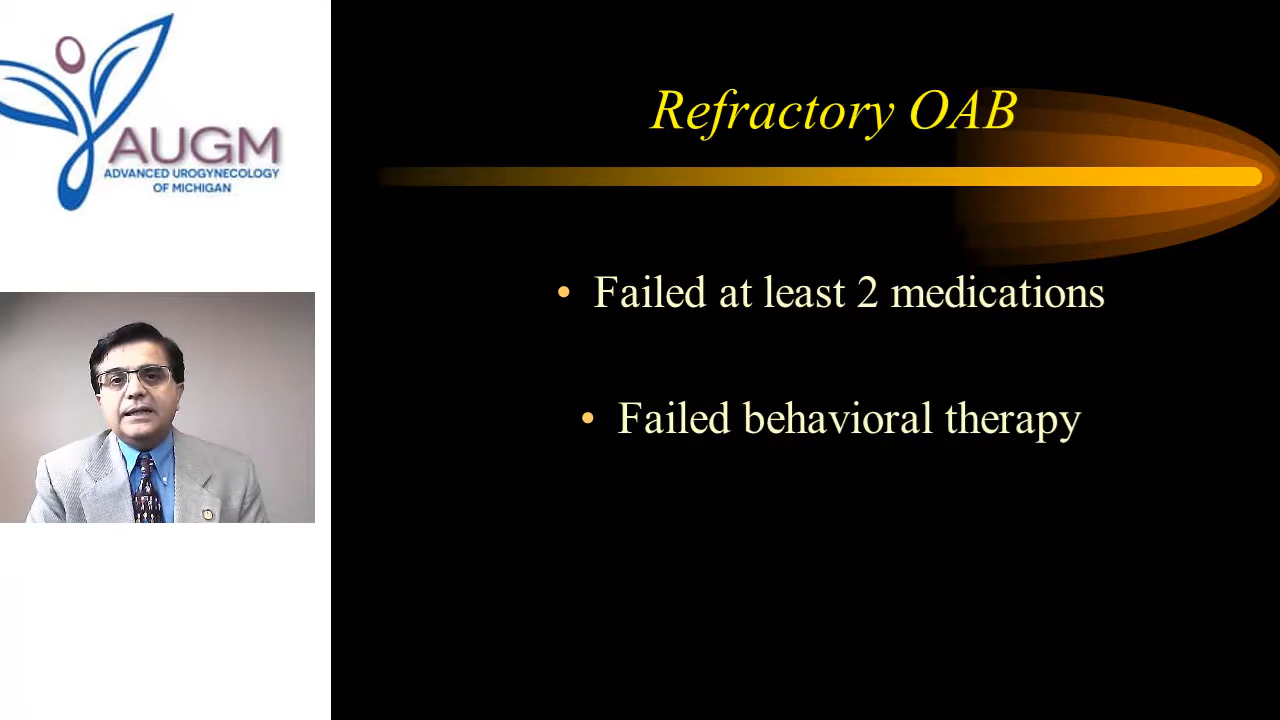 AUGM
ADVANCED UROGYNECOLOGY
OF MICHIGAN
Refractory OAB
• Failed at least 2 medications
• Failed behavioral therapy